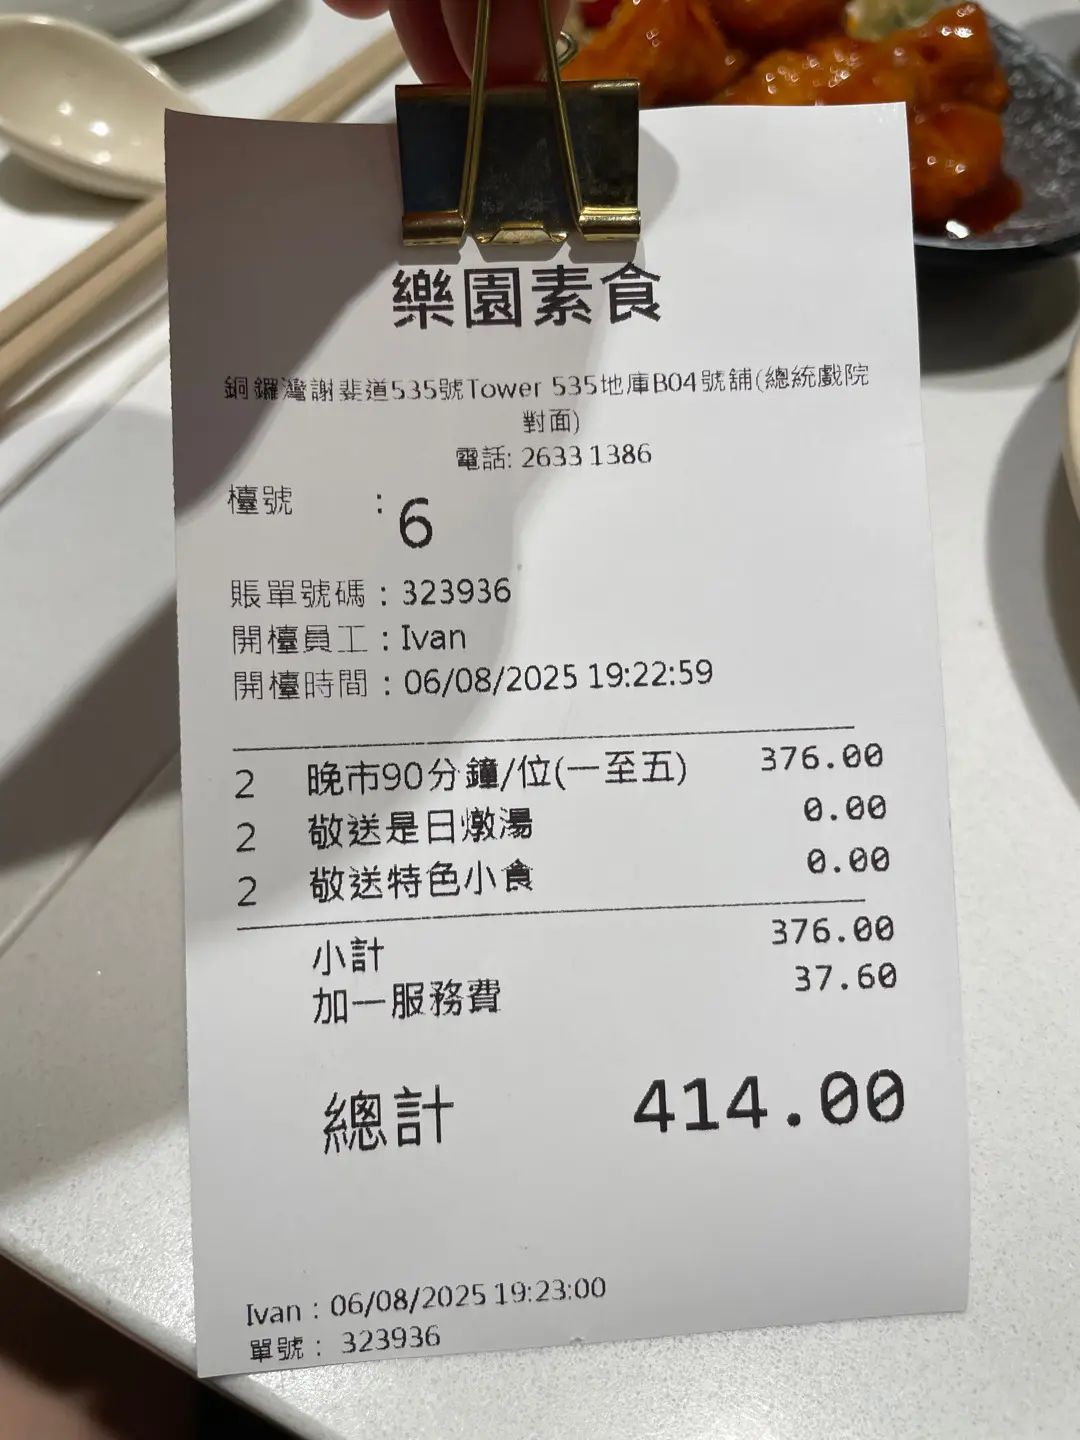 樂園素食
銅鑼灣謝斐道535號Tower 535地庫B04號舖(總統戲院
對面)
電話: 2633 1386
檯號 : 6
賬單號碼 : 323936
開檯員工 : Ivan
開檯時間 : 06/08/2025 19:22:59
2 晚市90分鐘/位(一至五) 376.00
2 敬送是日燉湯 0.00
2 敬送特色小食 0.00
小計 376.00
加一服務費 37.60
總計 414.00
Ivan : 06/08/2025 19:23:00
單號 : 323936